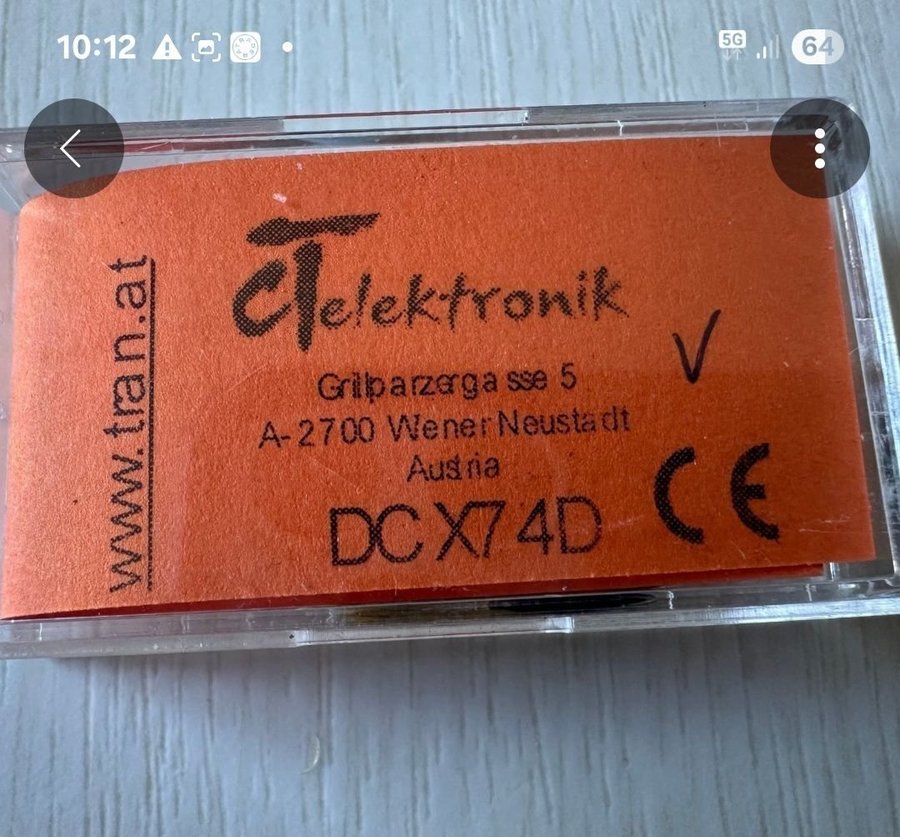 10:12
5G
64
www.tran.at
CTelektronik
V
Grillparzergasse 5
A-2700 Wiener Neustadt
Austria
DCX74D
CE